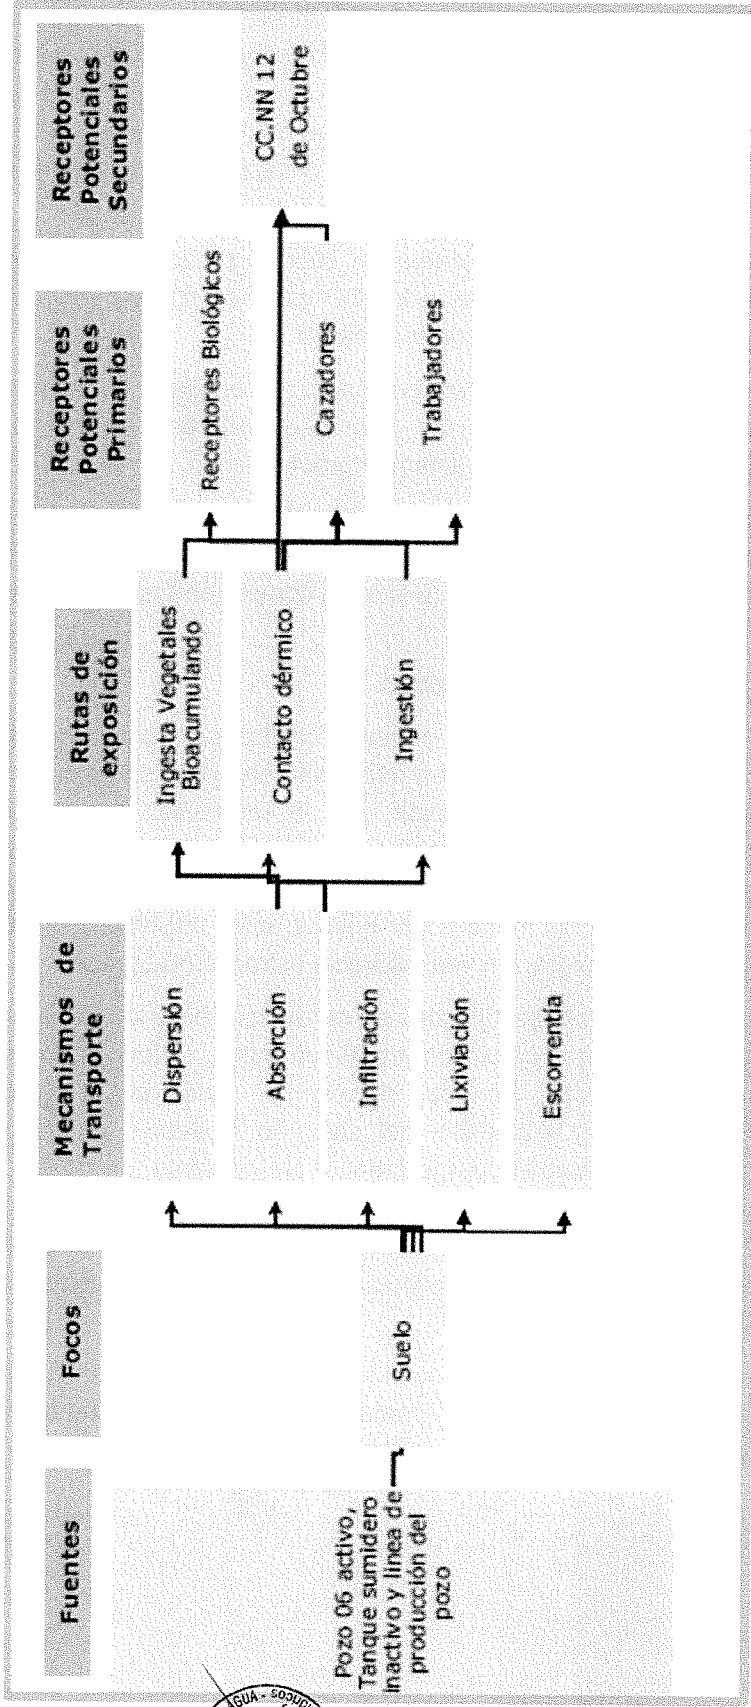 Fuentes
Focos
Mecanismos de
Transporte
Rutas de
exposición
Receptores
Potenciales
Primarios
Receptores
Potenciales
Secundarios
Pozo 06 activo,
Tanque sumidero
inactivo y línea de
producción del
pozo
Suelo
Dispersión
Absorción
Infiltración
Lixiviación
Escorrentía
Ingesta Vegetales
Bioacumulando
Contacto dérmico
Ingestión
Receptores Biológicos
Cazadores
Trabajadores
CC.NN 12
de Octubre
AGUA -